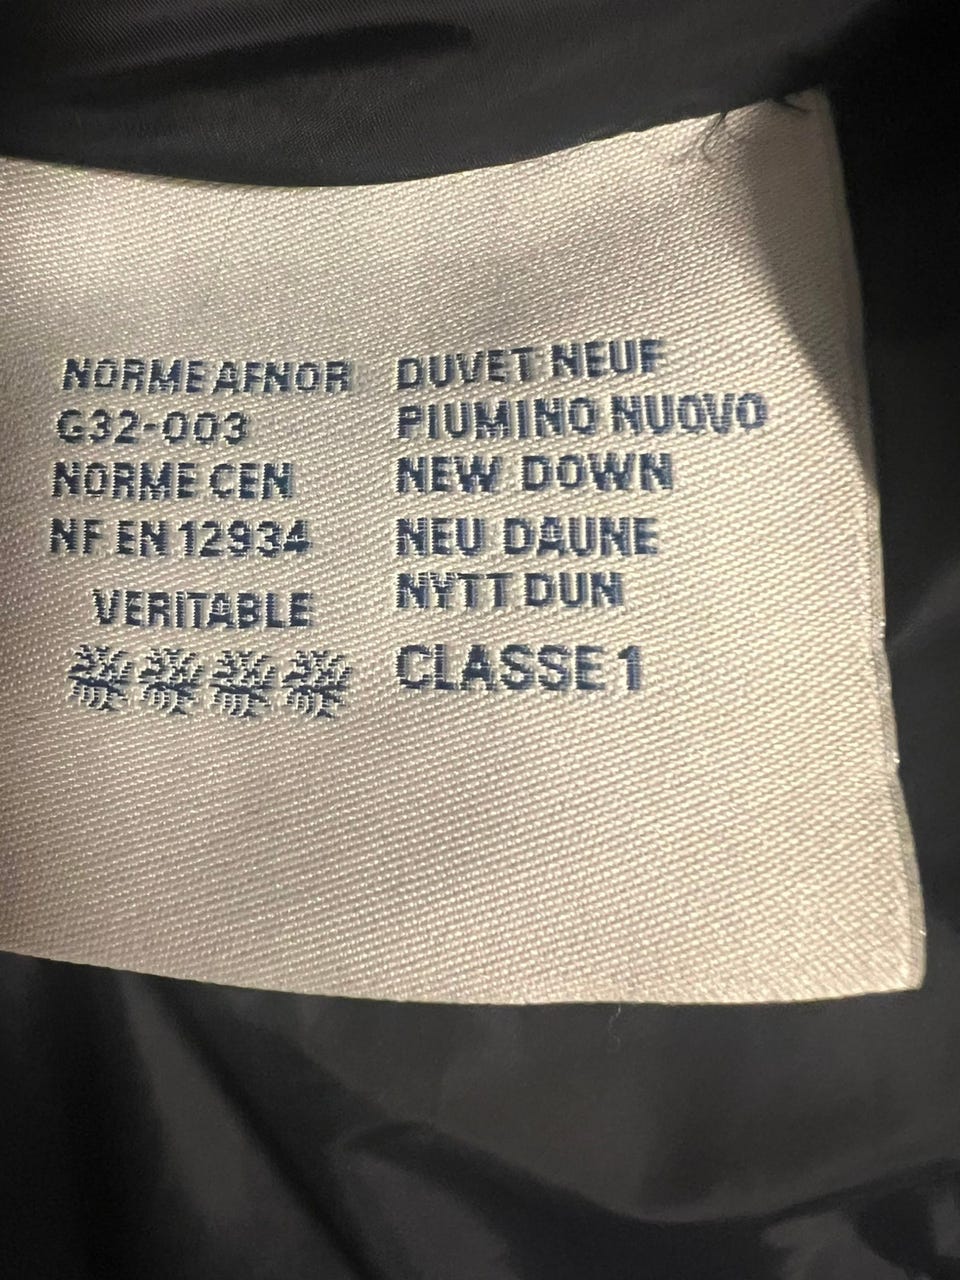 NORME AFNOR
G32-003
NORME CEN
NF EN 12934
VERITABLE
DUVET NEUF
PIUMINO NUOVO
NEW DOWN
NEU DAUNE
NYTT DUN
CLASSE 1